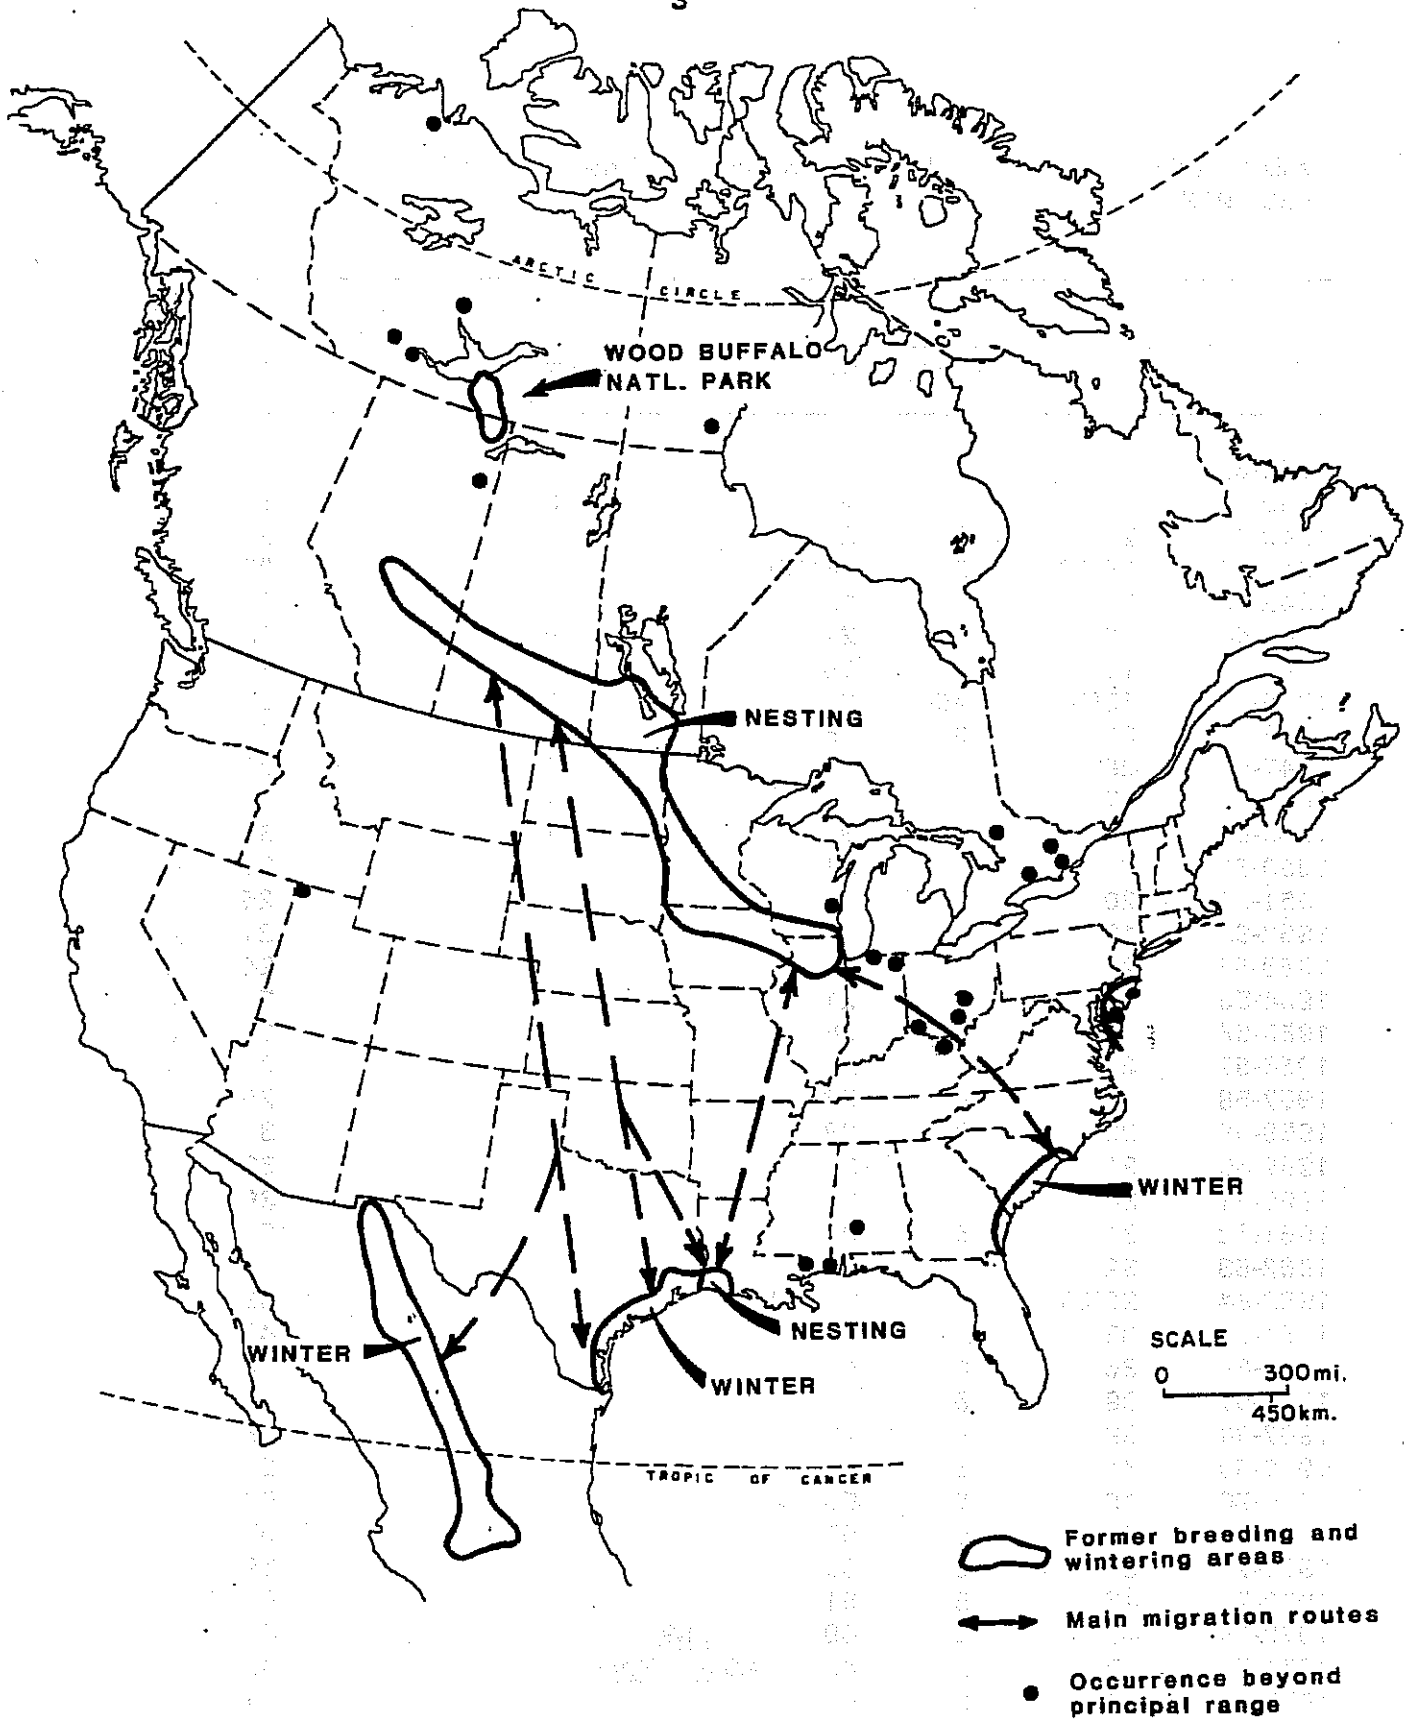 ARCTIC CIRCLE
WOOD BUFFALO
NATL. PARK
NESTING
WINTER
NESTING
WINTER
WINTER
SCALE
0 300mi.
450km.
TROPIC OF CANCER
Former breeding and
wintering areas
Main migration routes
Occurrence beyond
principal range